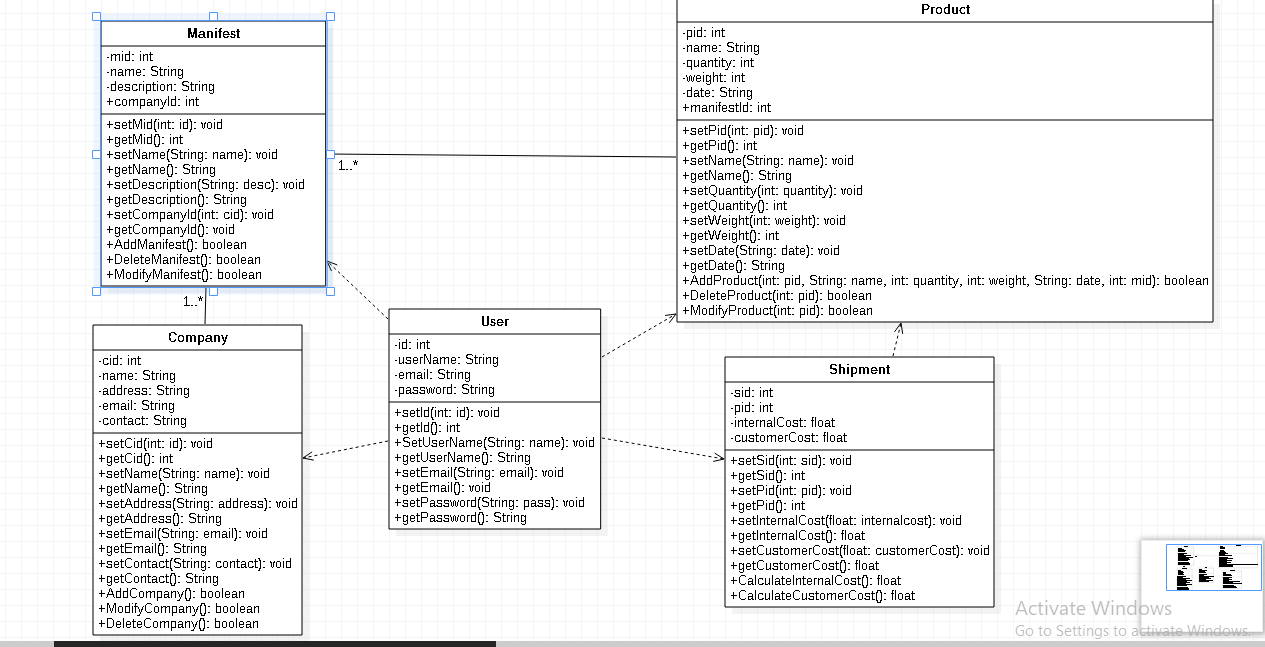 Manifest
-mid: int
-name: String
-description: String
+companyId: int
+setMid(int: id): void
+getMid(): int
+setName(String: name): void
+getName(): String
+setDescription(String: desc): void
+getDescription(): String
+setCompanyId(int: cid): void
+getCompanyId(): void
+AddManifest(): boolean
+DeleteManifest(): boolean
+ModifyManifest(): boolean
1..*
1..*
Product
-pid: int
-name: String
-quantity: int
-weight: int
-date: String
+manifestId: int
+setPid(int: pid): void
+getPid(): int
+setName(String: name): void
+getName(): String
+setQuantity(int: quantity): void
+getQuantity(): int
+setWeight(int: weight): void
+getWeight(): int
+setDate(String: date): void
+getDate(): String
+AddProduct(int: pid, String: name, int: quantity, int: weight, String: date, int: mid): boolean
+DeleteProduct(int: pid): boolean
+ModifyProduct(int: pid): boolean
Company
-cid: int
-name: String
-address: String
-email: String
-contact: String
+setCid(int: id): void
+getCid(): int
+setName(String: name): void
+getName(): String
+setAddress(String: address): void
+getAddress(): String
+setEmail(String: email): void
+getEmail(): String
+setContact(String: contact): void
+getContact(): String
+AddCompany(): boolean
+ModifyCompany(): boolean
+DeleteCompany(): boolean
User
-id: int
-userName: String
-email: String
-password: String
+setId(int: id): void
+getId(): int
+SetUserName(String: name): void
+getUserName(): String
+setEmail(String: email): void
+getEmail(): void
+setPassword(String: pass): void
+getPassword(): String
Shipment
-sid: int
-pid: int
-internalCost: float
-customerCost: float
+setSid(int: sid): void
+getSid(): int
+setPid(int: pid): void
+getPid(): int
+setInternalCost(float: internalcost): void
+getInternalCost(): float
+setCustomerCost(float: customerCost): void
+getCustomerCost(): float
+CalculateInternalCost(): float
+CalculateCustomerCost(): float
Activate Windows
Go to Settings to activate Windows.